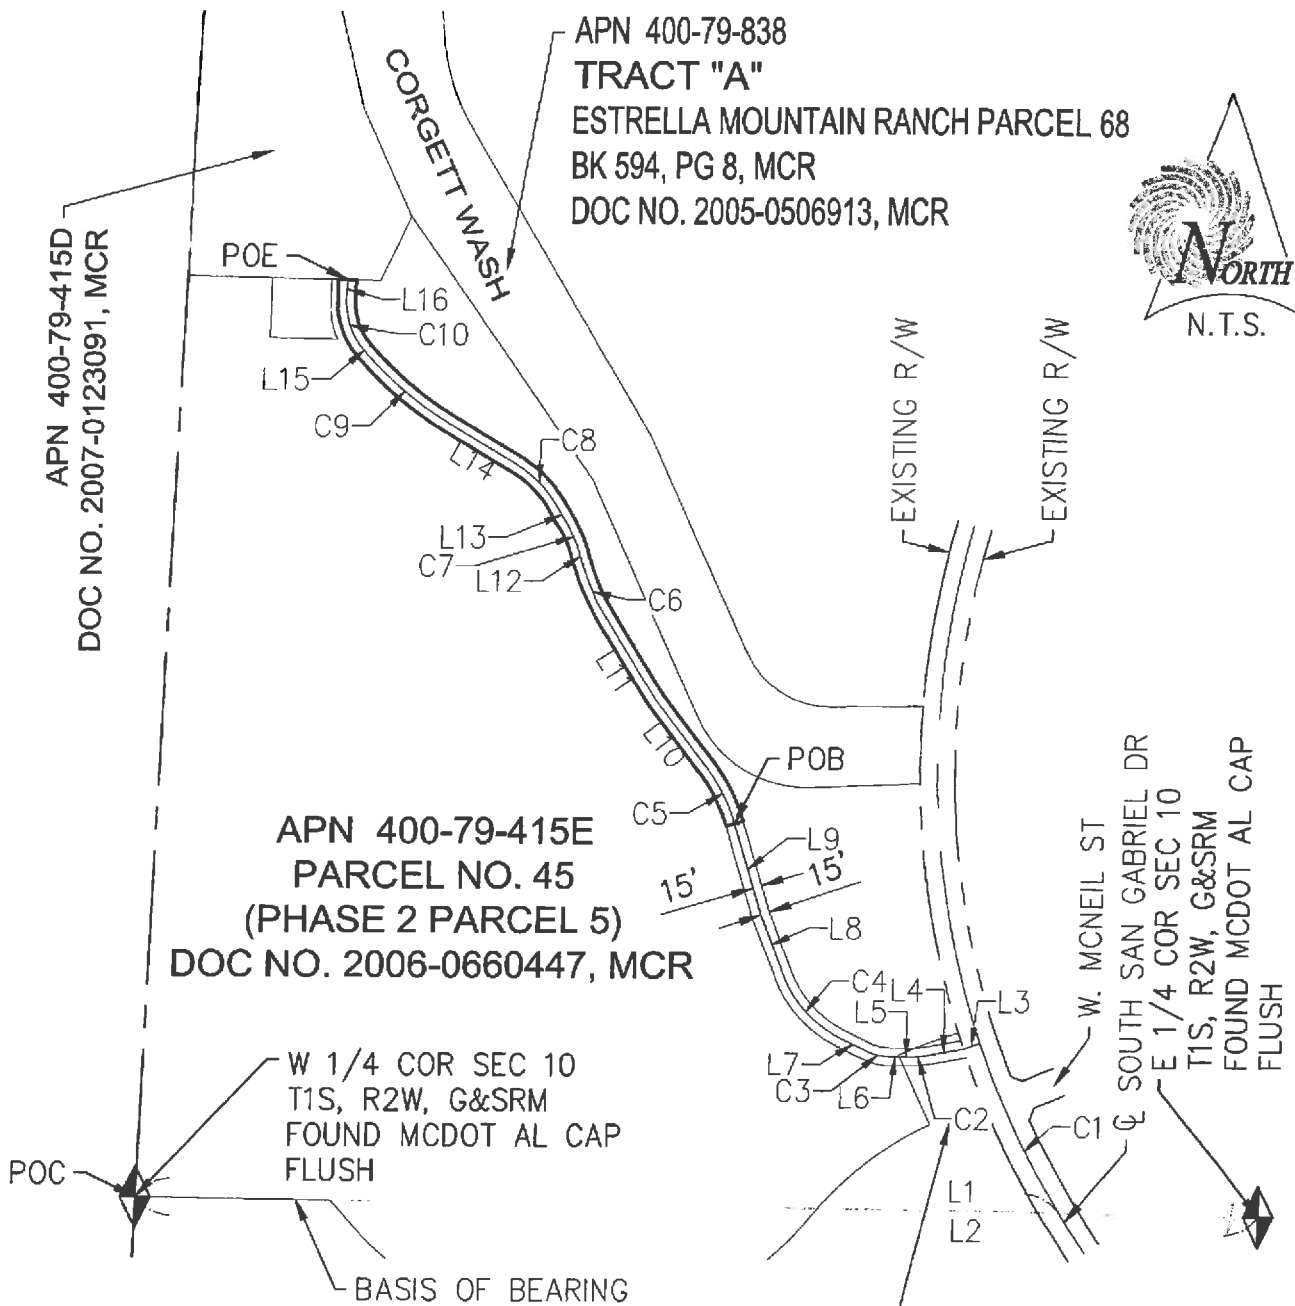 APN 400-79-838
TRACT "A"
ESTRELLA MOUNTAIN RANCH PARCEL 68
BK 594, PG 8, MCR
DOC NO. 2005-0506913, MCR
CORGETT WASH
NORTH
N.T.S.
APN 400-79-415D
DOC NO. 2007-0123091, MCR
POE
L16
C10
L15
C9
L14
C8
L13
C7
L12
C6
L11
L10
EXISTING R/W
EXISTING R/W
POB
C5
L9
15'
15'
L8
APN 400-79-415E
PARCEL NO. 45
(PHASE 2 PARCEL 5)
DOC NO. 2006-0660447, MCR
C4
L4
L5
L3
L7
C3
L6
C2
C1
W. MCNEIL ST
℄ SOUTH SAN GABRIEL DR
E 1/4 COR SEC 10
T1S, R2W, G&SRM
FOUND MCDOT AL CAP
FLUSH
W 1/4 COR SEC 10
T1S, R2W, G&SRM
FOUND MCDOT AL CAP
FLUSH
POC
L1
L2
BASIS OF BEARING